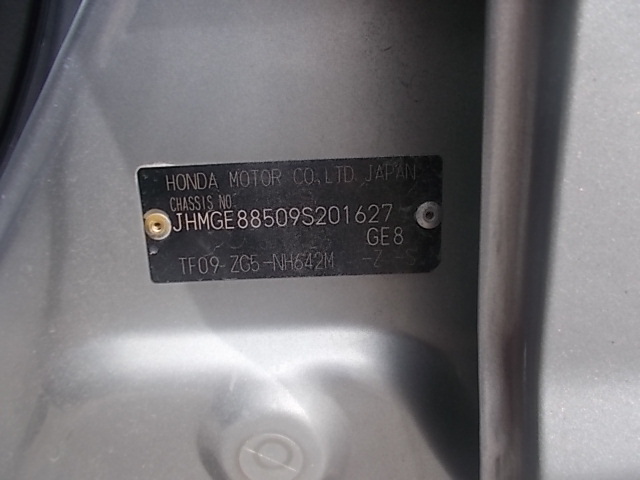 HONDA MOTOR CO., LTD. JAPAN
CHASSIS NO.
JHMGE88509S201627
GE8
TF09-ZG5-NH642M -Z -S